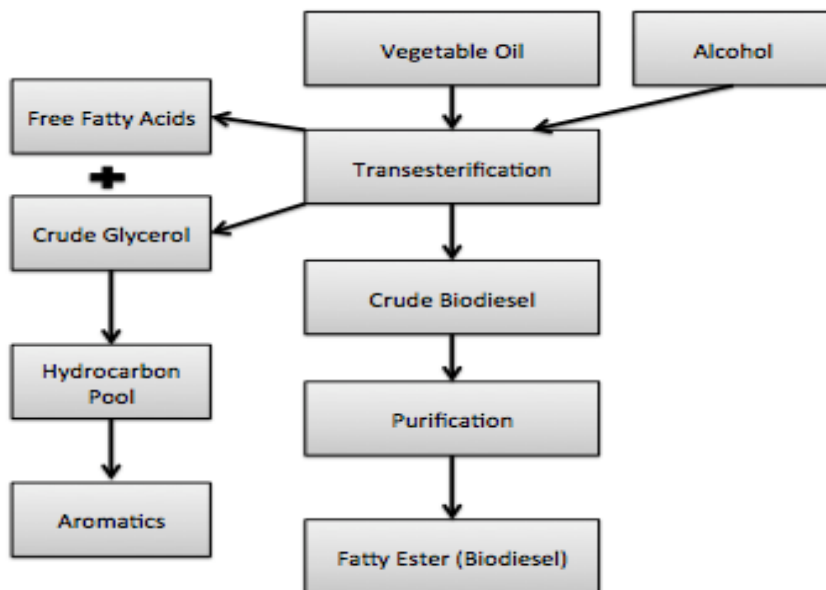 Vegetable Oil
Alcohol
Free Fatty Acids
Transesterification
Crude Glycerol
Crude Biodiesel
Hydrocarbon
Pool
Purification
Aromatics
Fatty Ester (Biodiesel)